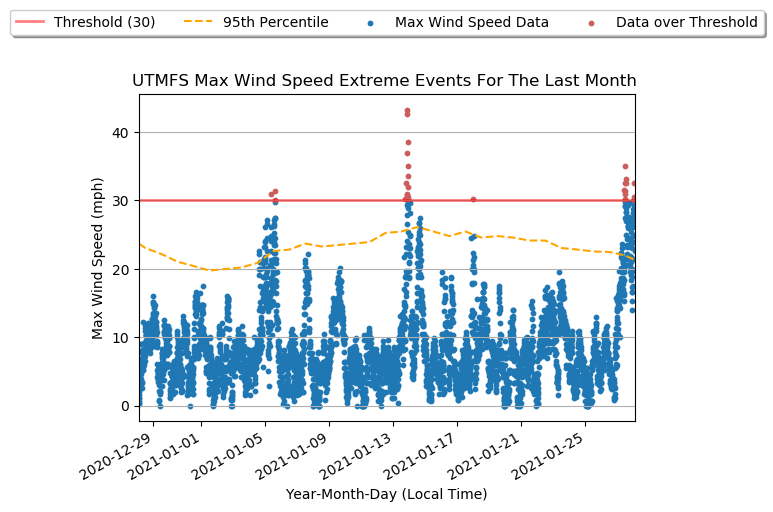 Threshold (30) 95th Percentile Max Wind Speed Data Data over Threshold
UTMFS Max Wind Speed Extreme Events For The Last Month
Max Wind Speed (mph)
40
30
20
10
0
2020-12-29 2021-01-01 2021-01-05 2021-01-09 2021-01-13 2021-01-17 2021-01-21 2021-01-25
Year-Month-Day (Local Time)